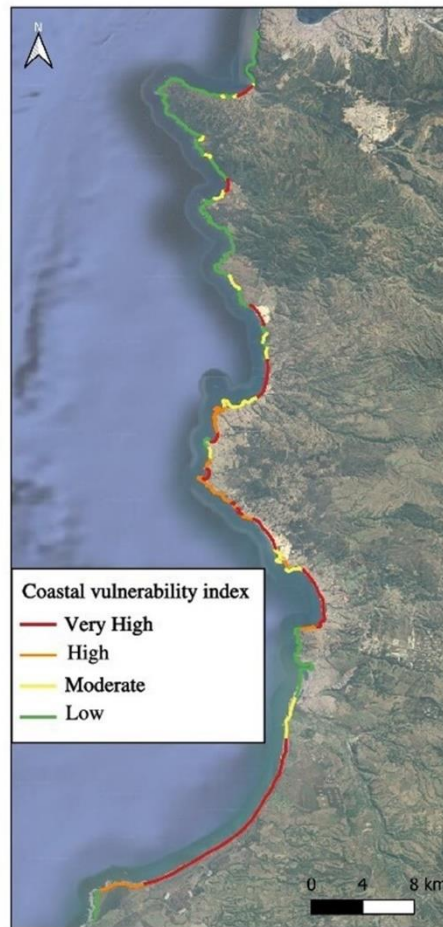 N
Coastal vulnerability index
Very High
High
Moderate
Low
0 4 8 km